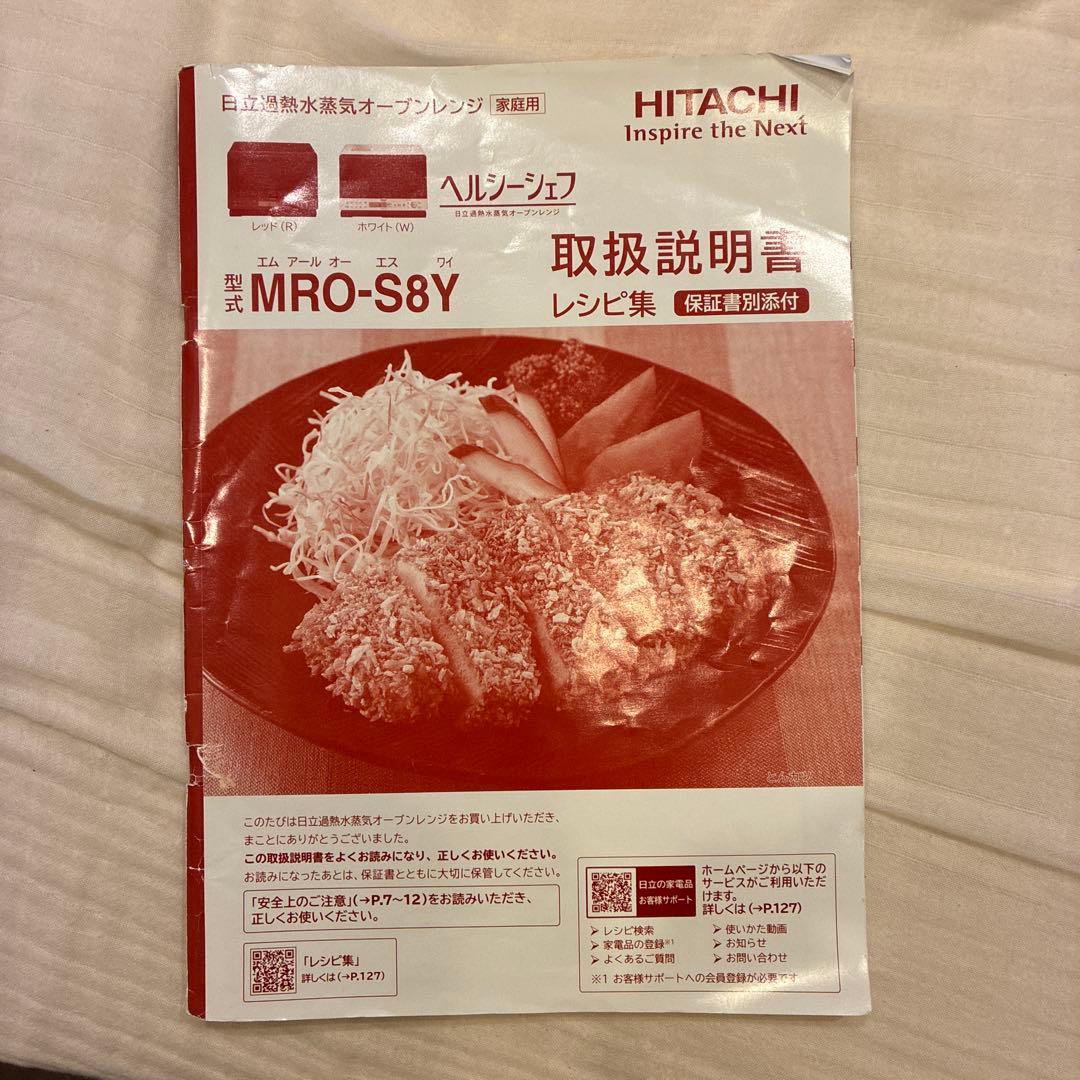 日立過熱水蒸気オーブンレンジ 家庭用
HITACHI
Inspire the Next
レッド(R)
ホワイト(W)
ヘルシーシェフ
日立過熱水蒸気オーブンレンジ
エム アール オー エス ワイ
型式 MRO-S8Y
取扱説明書
レシピ集 保証書別添付
とんカツ
このたびは日立過熱水蒸気オーブンレンジをお買い上げいただき、
まことにありがとうございました。
この取扱説明書をよくお読みになり、正しくお使いください。
お読みになったあとは、保証書とともに大切に保管してください。
「安全上のご注意」(→P.7〜12)をお読みいただき、
正しくお使いください。
「レシピ集」
詳しくは(→P.127)
日立の家電品
お客様サポート
ホームページから以下の
サービスがご利用いただ
けます。
詳しくは(→P.127)
➢ レシピ検索
➢ 使いかた動画
➢ 家電品の登録※1
➢ お知らせ
➢ よくあるご質問
➢ お問い合わせ
※1 お客様サポートへの会員登録が必要です